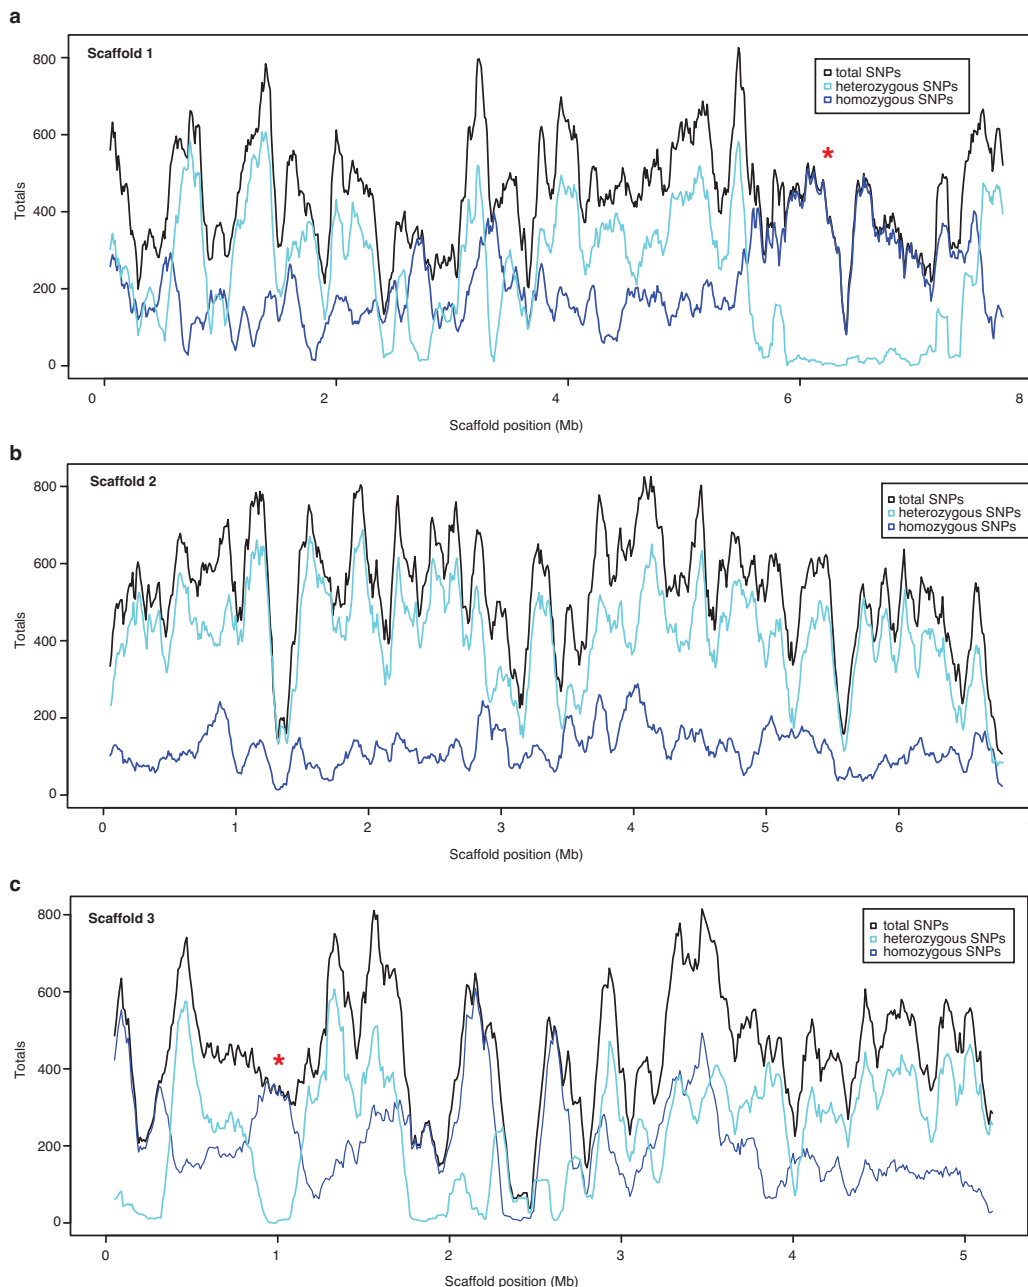 a
Scaffold 1
total SNPs
heterozygous SNPs
homozygous SNPs
*
Totals
800
600
400
200
0
0 2 4 6 8
Scaffold position (Mb)
b
Scaffold 2
total SNPs
heterozygous SNPs
homozygous SNPs
Totals
800
600
400
200
0
0 1 2 3 4 5 6
Scaffold position (Mb)
c
Scaffold 3
total SNPs
heterozygous SNPs
homozygous SNPs
*
Totals
800
600
400
200
0
0 1 2 3 4 5
Scaffold position (Mb)